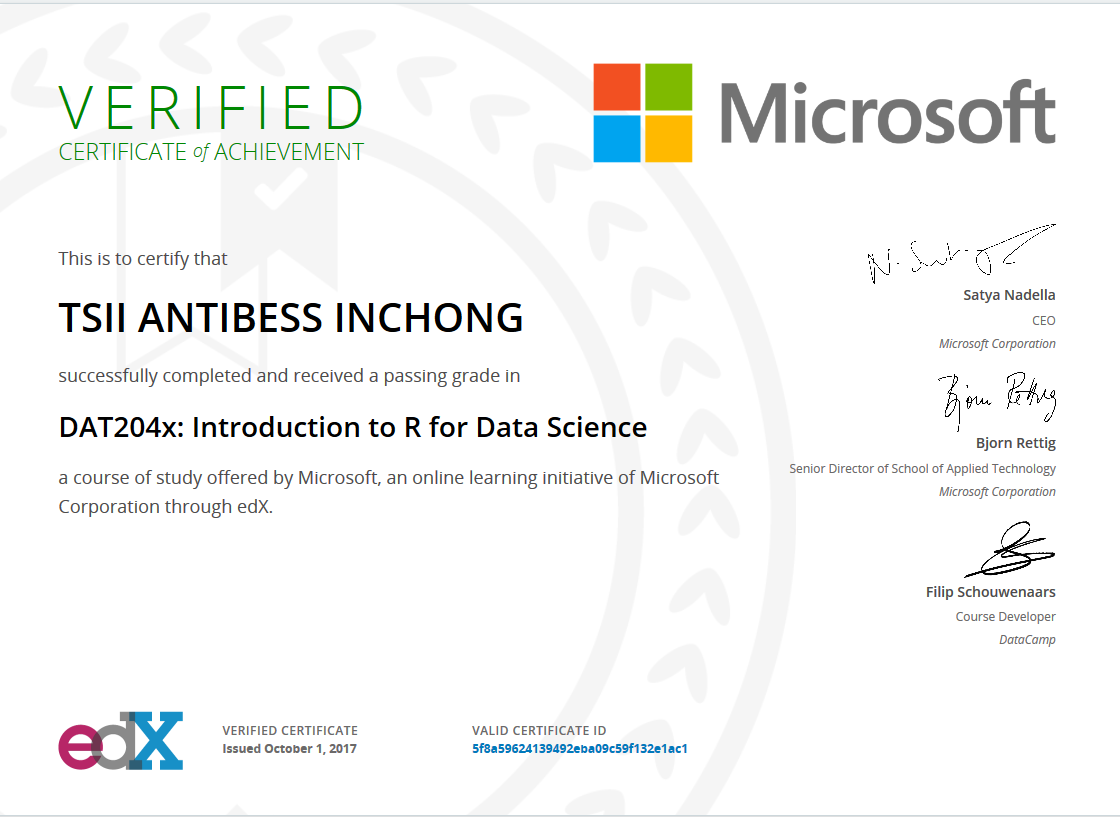 VERIFIED
CERTIFICATE of ACHIEVEMENT
Microsoft
This is to certify that
TSII ANTIBESS INCHONG
successfully completed and received a passing grade in
DAT204x: Introduction to R for Data Science
a course of study offered by Microsoft, an online learning initiative of Microsoft
Corporation through edX.
Satya Nadella
CEO
Microsoft Corporation
Bjorn Rettig
Senior Director of School of Applied Technology
Microsoft Corporation
Filip Schouwenaars
Course Developer
DataCamp
edX
VERIFIED CERTIFICATE
Issued October 1, 2017
VALID CERTIFICATE ID
5f8a59624139492eba09c59f132e1ac1